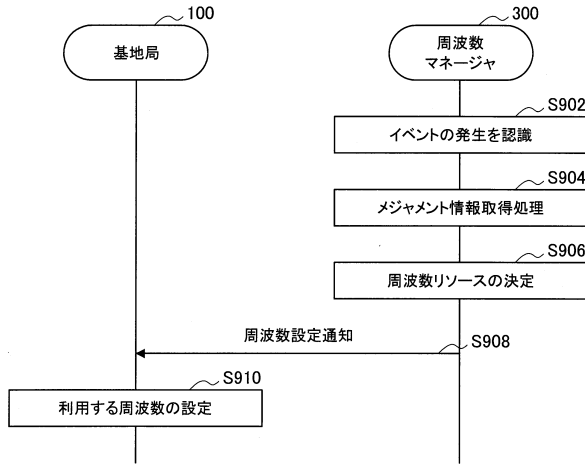 100
基地局
300
周波数
マネージャ
S902
イベントの発生を認識
S904
メジャメント情報取得処理
S906
周波数リソースの決定
周波数設定通知
S908
S910
利用する周波数の設定